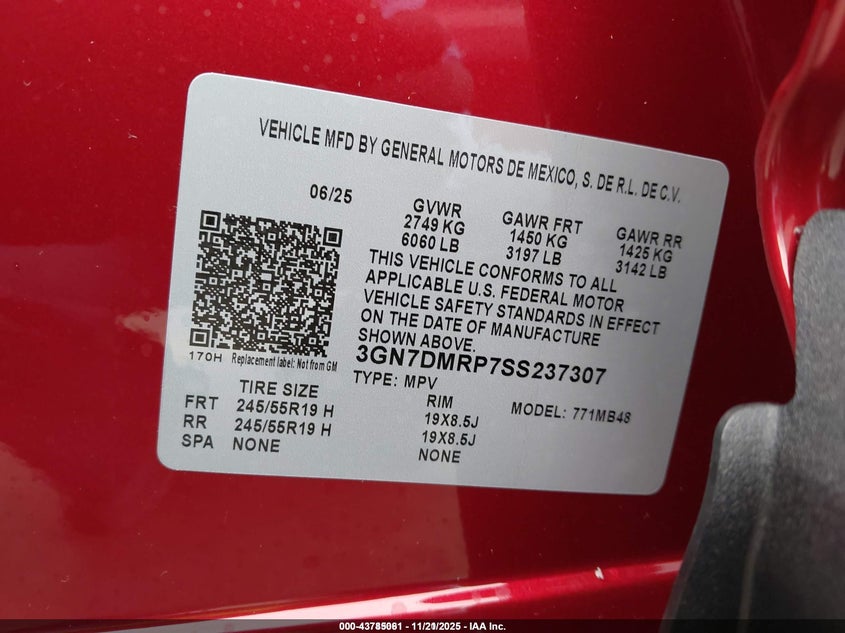 VEHICLE MFD BY GENERAL MOTORS DE MEXICO, S. DE R.L. DE C.V.
06/25
GVWR
2749 KG
6060 LB
GAWR FRT
1450 KG
3197 LB
GAWR RR
1425 KG
3142 LB
THIS VEHICLE CONFORMS TO ALL
APPLICABLE U.S. FEDERAL MOTOR
VEHICLE SAFETY STANDARDS IN EFFECT
ON THE DATE OF MANUFACTURE
SHOWN ABOVE.
170H Replacement label: Not from GM
3GN7DMRP7SS237307
TYPE: MPV
MODEL: 771MB48
TIRE SIZE RIM
FRT 245/55R19 H 19X8.5J
RR 245/55R19 H 19X8.5J
SPA NONE NONE
- IAA Inc.